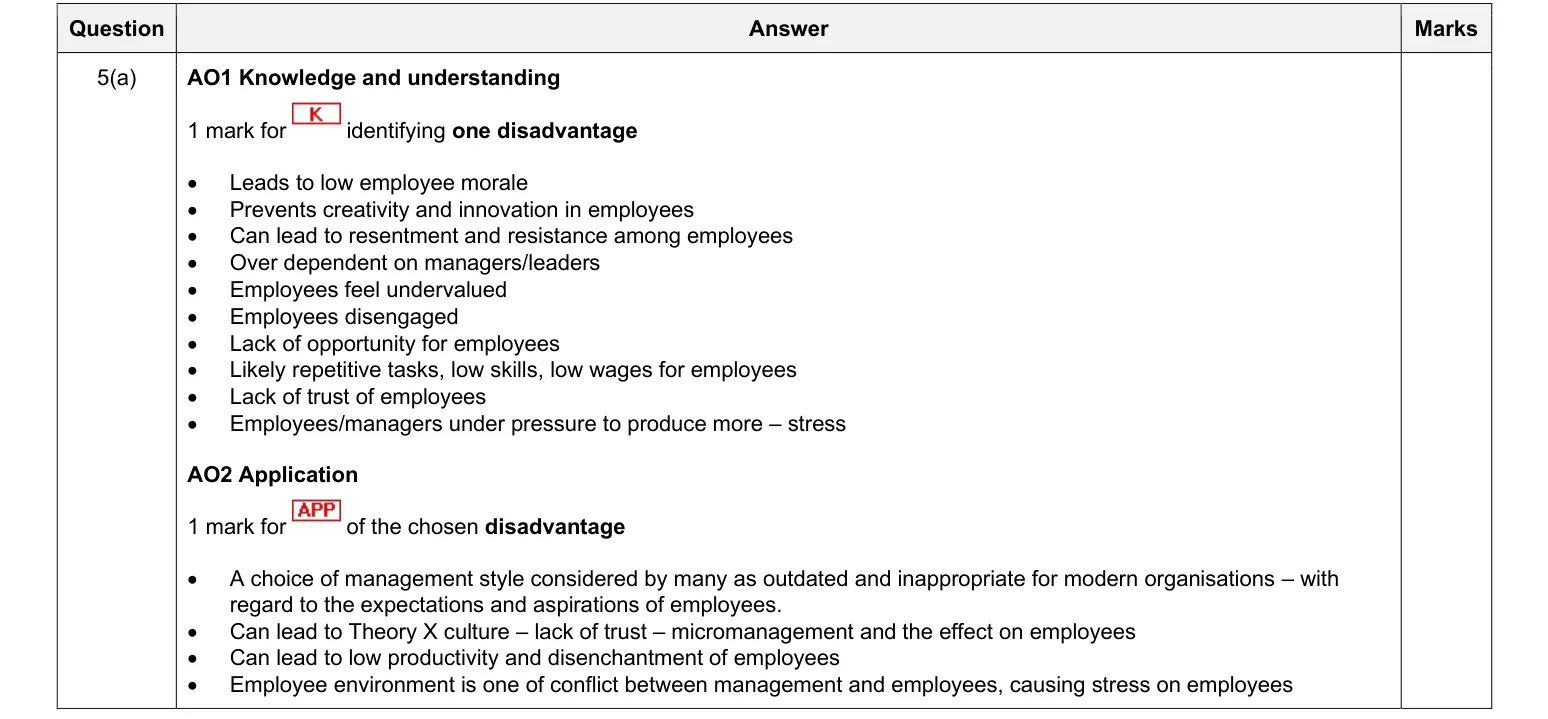 Question Answer Marks
5(a) AO1 Knowledge and understanding
1 mark for K identifying one disadvantage
• Leads to low employee morale
• Prevents creativity and innovation in employees
• Can lead to resentment and resistance among employees
• Over dependent on managers/leaders
• Employees feel undervalued
• Employees disengaged
• Lack of opportunity for employees
• Likely repetitive tasks, low skills, low wages for employees
• Lack of trust of employees
• Employees/managers under pressure to produce more – stress
AO2 Application
1 mark for APP of the chosen disadvantage
• A choice of management style considered by many as outdated and inappropriate for modern organisations – with
regard to the expectations and aspirations of employees.
• Can lead to Theory X culture – lack of trust – micromanagement and the effect on employees
• Can lead to low productivity and disenchantment of employees
• Employee environment is one of conflict between management and employees, causing stress on employees